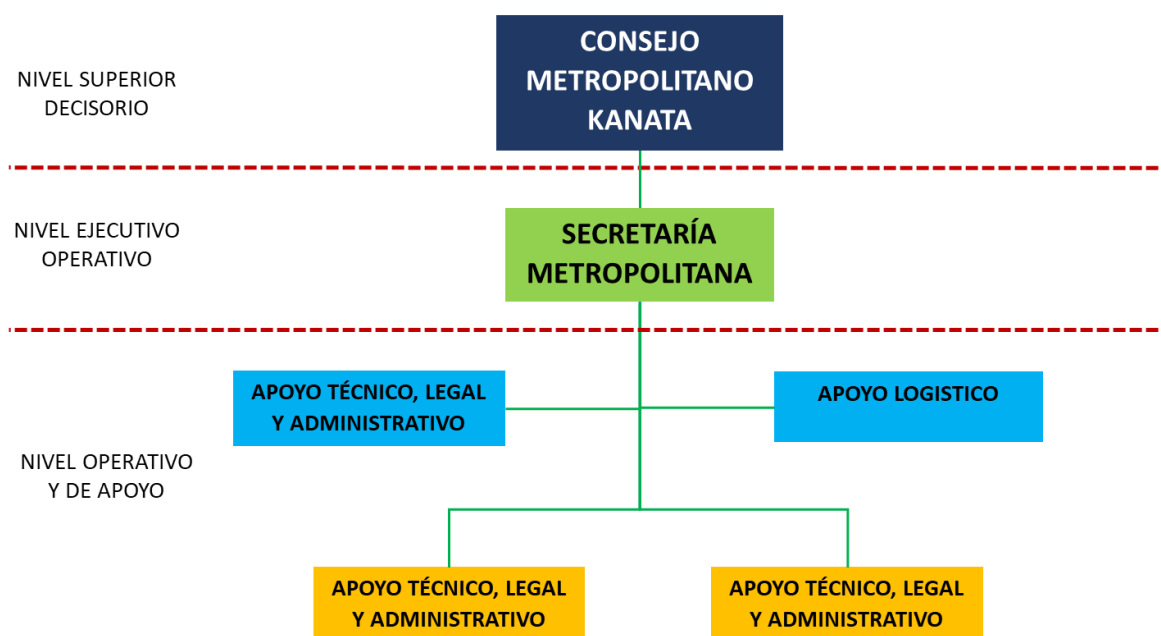 CONSEJO
METROPOLITANO
KANATA
NIVEL SUPERIOR
DECISORIO
NIVEL EJECUTIVO
OPERATIVO
SECRETARÍA
METROPOLITANA
APOYO TÉCNICO, LEGAL
Y ADMINISTRATIVO
APOYO LOGISTICO
NIVEL OPERATIVO
Y DE APOYO
APOYO TÉCNICO, LEGAL
Y ADMINISTRATIVO
APOYO TÉCNICO, LEGAL
Y ADMINISTRATIVO